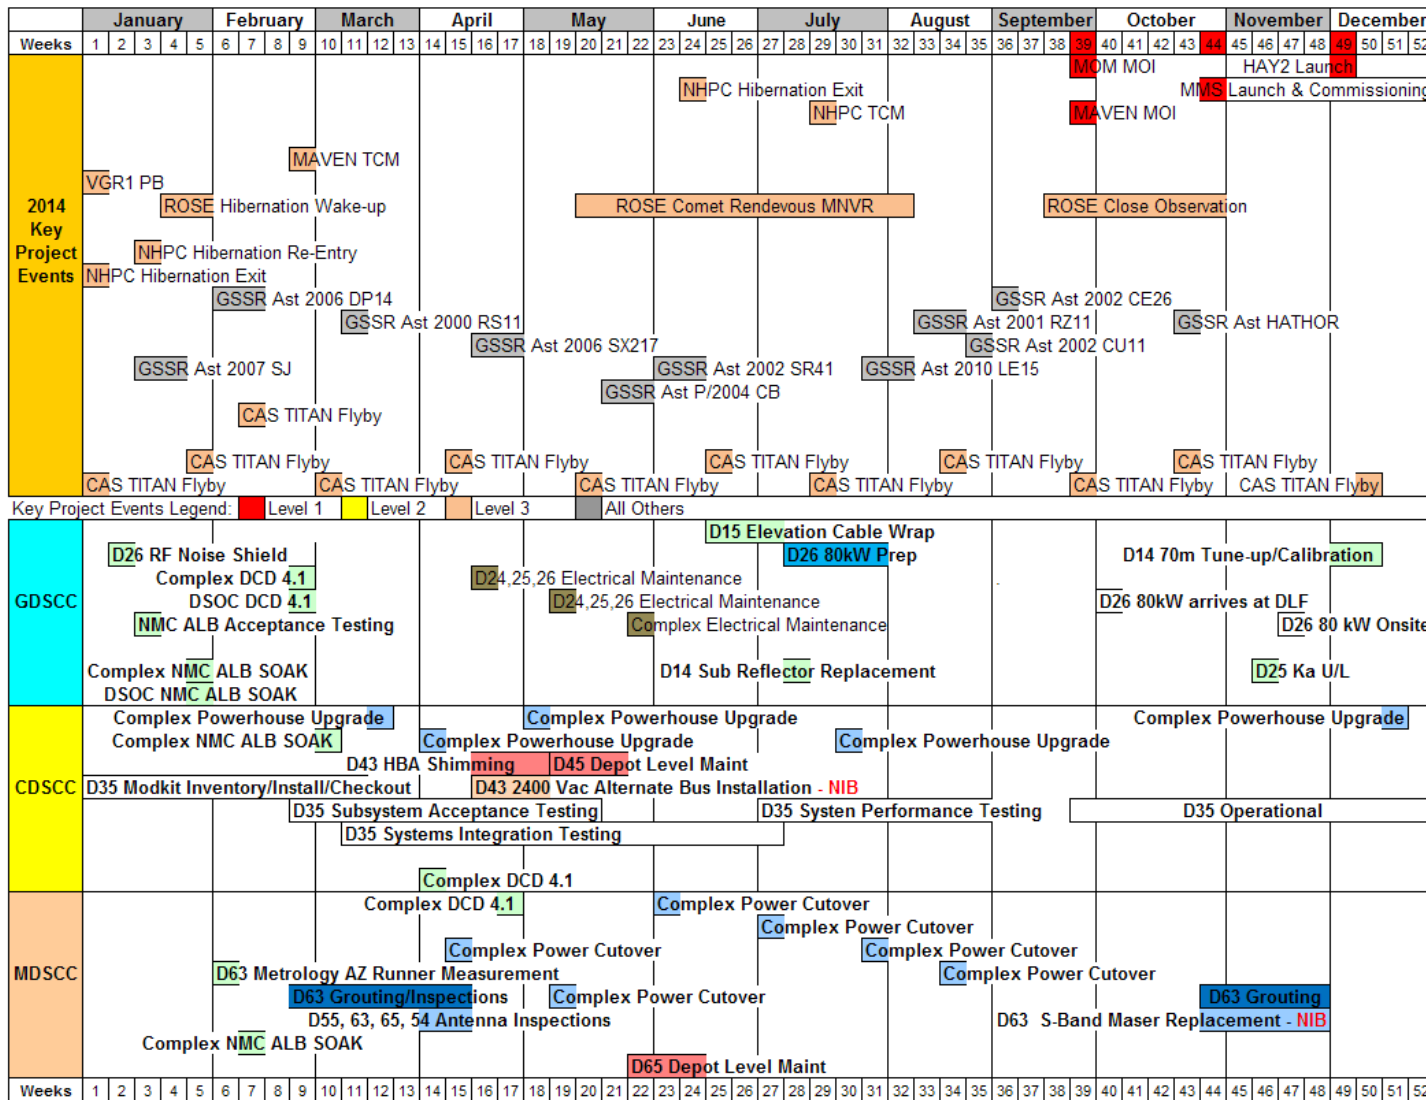 January February March April May June July August September October November December
Weeks 1 2 3 4 5 6 7 8 9 10 11 12 13 14 15 16 17 18 19 20 21 22 23 24 25 26 27 28 29 30 31 32 33 34 35 36 37 38 39 40 41 42 43 44 45 46 47 48 49 50 51 52
2014 Key Project Events
MOM MOI HAY2 Launch
NHPC Hibernation Exit MMS Launch & Commissioning
NHPC TCM MAVEN MOI
MAVEN TCM
VGR1 PB
ROSE Hibernation Wake-up ROSE Comet Rendevous MNVR ROSE Close Observation
NHPC Hibernation Re-Entry
NHPC Hibernation Exit
GSSR Ast 2006 DP14 GSSR Ast 2002 CE26
GSSR Ast 2000 RS11 GSSR Ast 2001 RZ11 GSSR Ast HATHOR
GSSR Ast 2006 SX217 GSSR Ast 2002 CU11
GSSR Ast 2007 SJ GSSR Ast 2002 SR41 GSSR Ast 2010 LE15
GSSR Ast P/2004 CB
CAS TITAN Flyby
CAS TITAN Flyby CAS TITAN Flyby CAS TITAN Flyby CAS TITAN Flyby CAS TITAN Flyby
CAS TITAN Flyby CAS TITAN Flyby CAS TITAN Flyby CAS TITAN Flyby CAS TITAN Flyby CAS TITAN Flyby
Key Project Events Legend: Level 1 Level 2 Level 3 All Others
GDSCC
D15 Elevation Cable Wrap
D26 RF Noise Shield D26 80kW Prep D14 70m Tune-up/Calibration
Complex DCD 4.1 D24,25,26 Electrical Maintenance
DSOC DCD 4.1 D24,25,26 Electrical Maintenance D26 80kW arrives at DLF
NMC ALB Acceptance Testing Complex Electrical Maintenance D26 80 kW Onsite
Complex NMC ALB SOAK D14 Sub Reflector Replacement D25 Ka U/L
DSOC NMC ALB SOAK
CDSCC
Complex Powerhouse Upgrade Complex Powerhouse Upgrade Complex Powerhouse Upgrade
Complex NMC ALB SOAK Complex Powerhouse Upgrade Complex Powerhouse Upgrade
D43 HBA Shimming D45 Depot Level Maint
D35 Modkit Inventory/Install/Checkout D43 2400 Vac Alternate Bus Installation - NIB
D35 Subsystem Acceptance Testing D35 Systen Performance Testing D35 Operational
D35 Systems Integration Testing
Complex DCD 4.1
MDSCC
Complex DCD 4.1 Complex Power Cutover
Complex Power Cutover
Complex Power Cutover Complex Power Cutover
D63 Metrology AZ Runner Measurement Complex Power Cutover
D63 Grouting/Inspections Complex Power Cutover D63 Grouting
D55, 63, 65, 54 Antenna Inspections D63 S-Band Maser Replacement - NIB
Complex NMC ALB SOAK
D65 Depot Level Maint
Weeks 1 2 3 4 5 6 7 8 9 10 11 12 13 14 15 16 17 18 19 20 21 22 23 24 25 26 27 28 29 30 31 32 33 34 35 36 37 38 39 40 41 42 43 44 45 46 47 48 49 50 51 52